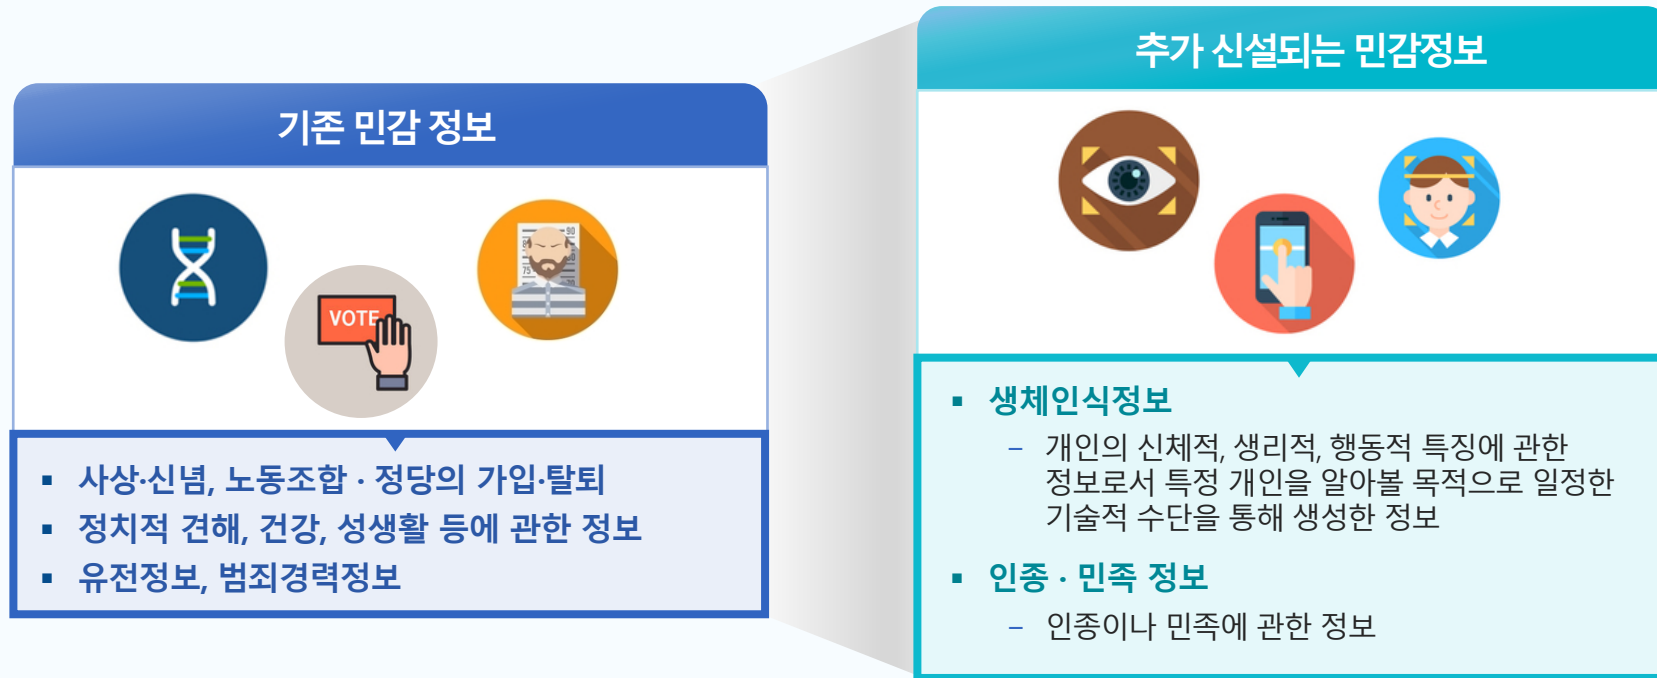 기존 민감 정보
VOTE
▪ 사상·신념, 노동조합 · 정당의 가입·탈퇴
▪ 정치적 견해, 건강, 성생활 등에 관한 정보
▪ 유전정보, 범죄경력정보
추가 신설되는 민감정보
▪ 생체인식정보
– 개인의 신체적, 생리적, 행동적 특징에 관한
정보로서 특정 개인을 알아볼 목적으로 일정한
기술적 수단을 통해 생성한 정보
▪ 인종 · 민족 정보
– 인종이나 민족에 관한 정보